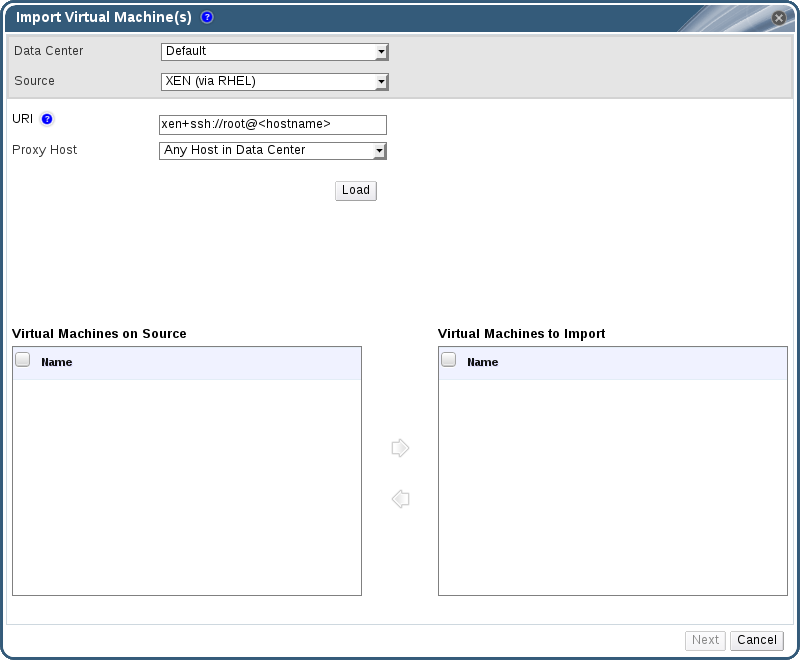 Import Virtual Machine(s) ?
Data Center Default
Source XEN (via RHEL)
URI ? xen+ssh://root@<hostname>
Proxy Host Any Host in Data Center
Load
Virtual Machines on Source Virtual Machines to Import
Name Name
Next Cancel